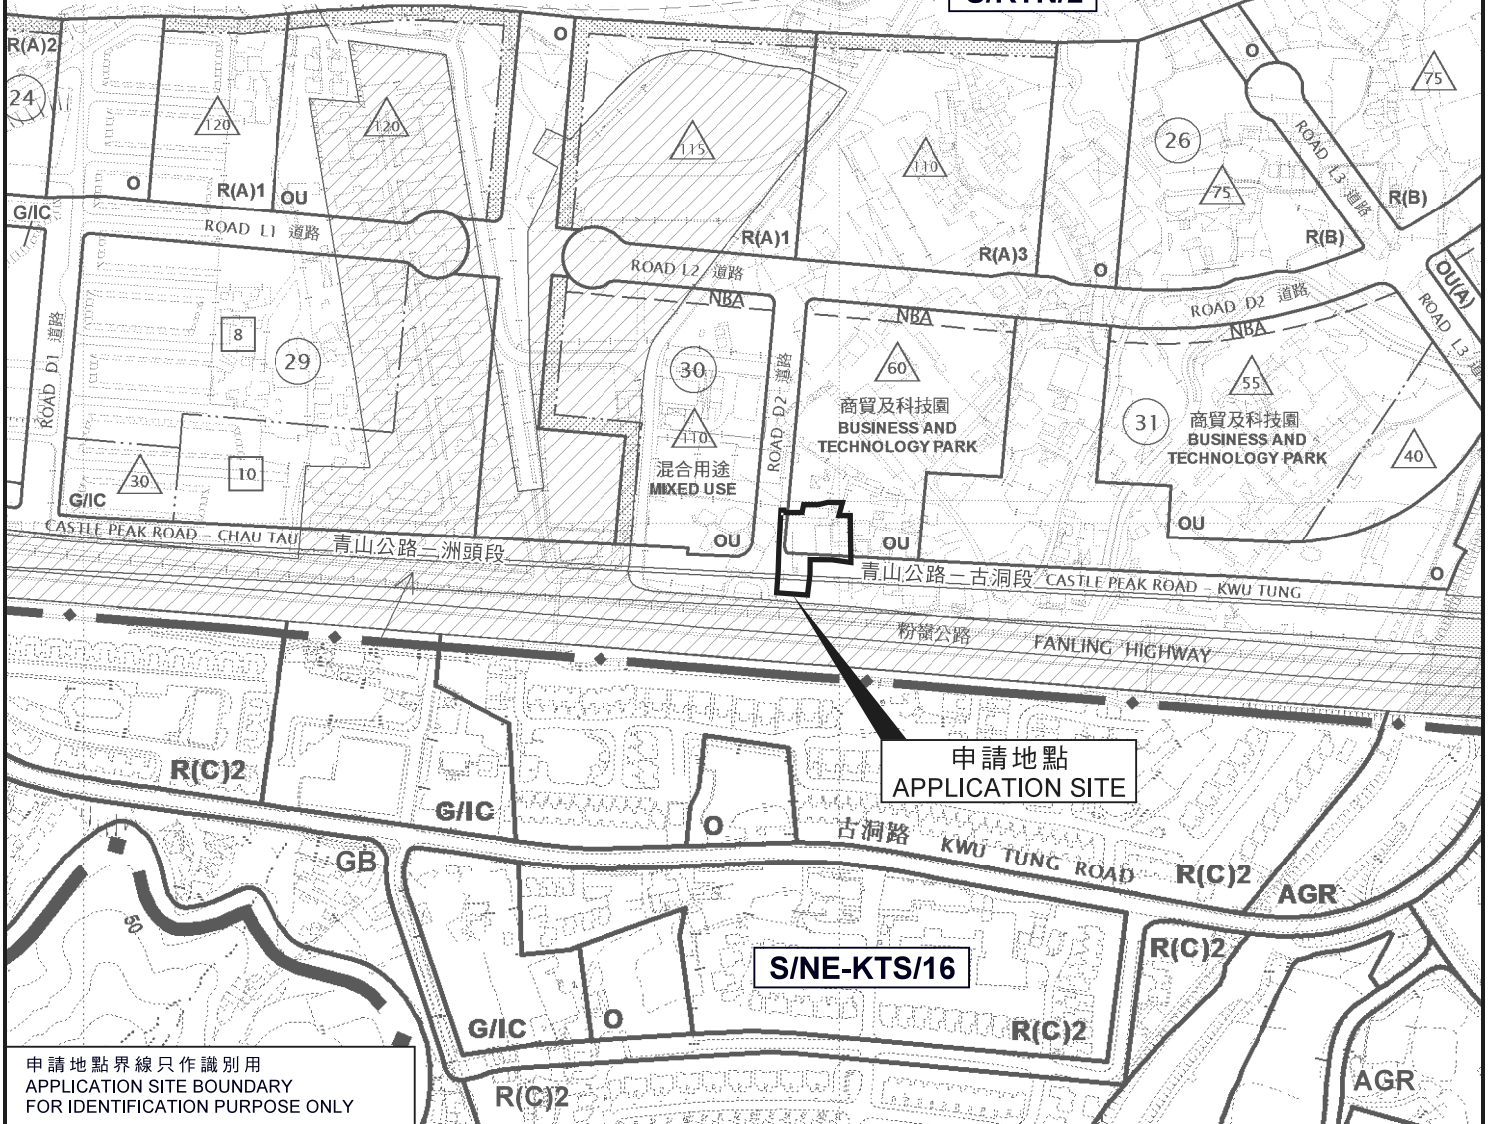 R(A)2
O
O
75
24
120
120
115
110
26
75
O
R(A)1
OU
G/IC
ROAD L1 道路
R(A)1
R(A)3
O
R(B)
R(B)
ROAD L3 道路
ROAD L2 道路
NBA
NBA
ROAD D2 道路
NBA
OU(A)
ROAD L3
ROAD D1 道路
8
29
30
110
混合用途
MIXED USE
ROAD D2 道路
60
商貿及科技園
BUSINESS AND
TECHNOLOGY PARK
31
55
商貿及科技園
BUSINESS AND
TECHNOLOGY PARK
40
30
10
G/IC
OU
OU
OU
O
CASTLE PEAK ROAD - CHAU TAU
青山公路－洲頭段
青山公路－古洞段 CASTLE PEAK ROAD - KWU TUNG
粉嶺公路 FANLING HIGHWAY
申請地點
APPLICATION SITE
R(C)2
G/IC
O
古洞路 KWU TUNG ROAD
R(C)2
AGR
GB
50
R(C)2
S/NE-KTS/16
G/IC
O
R(C)2
R(C)2
AGR
申請地點界線只作識別用
APPLICATION SITE BOUNDARY
FOR IDENTIFICATION PURPOSE ONLY